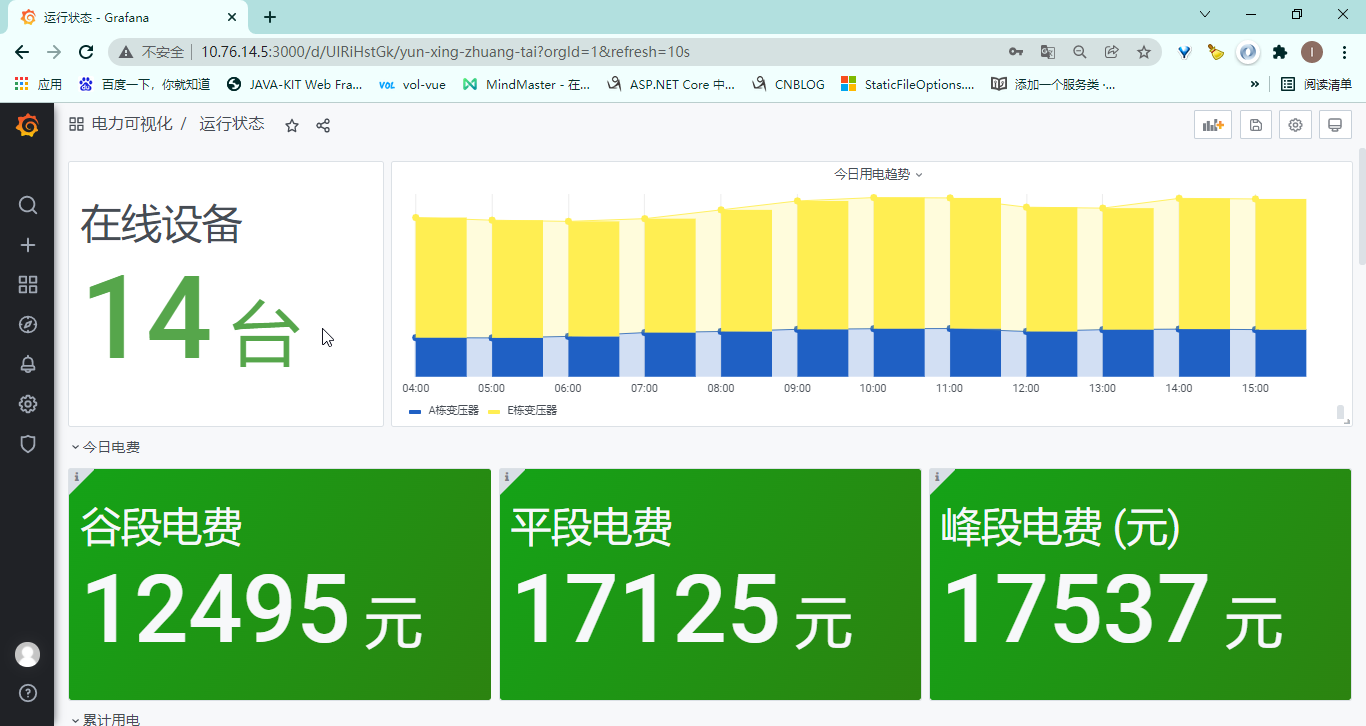 运行状态 - Grafana
不安全 10.76.14.5:3000/d/UIRiHstGk/yun-xing-zhuang-tai?orgId=1&refresh=10s
I
应用 百度一下，你就知道 JAVA-KIT Web Fra... VOL vol-vue MindMaster - 在... ASP.NET Core 中... CNBLOG StaticFileOptions.... 添加一个服务类 ·... » 阅读清单
电力可视化 / 运行状态
在线设备
14 台
今日用电趋势
04:00 05:00 06:00 07:00 08:00 09:00 10:00 11:00 12:00 13:00 14:00 15:00
A栋变压器 E栋变压器
今日电费
谷段电费
12495 元
平段电费
17125 元
峰段电费 (元)
17537 元
累计用电